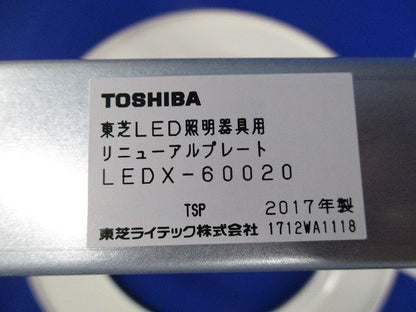 TOSHIBA
東芝LED照明器具用
リニューアルプレート
LEDX-60020
TSP 2017年製
東芝ライテック株式会社 1712WA1118